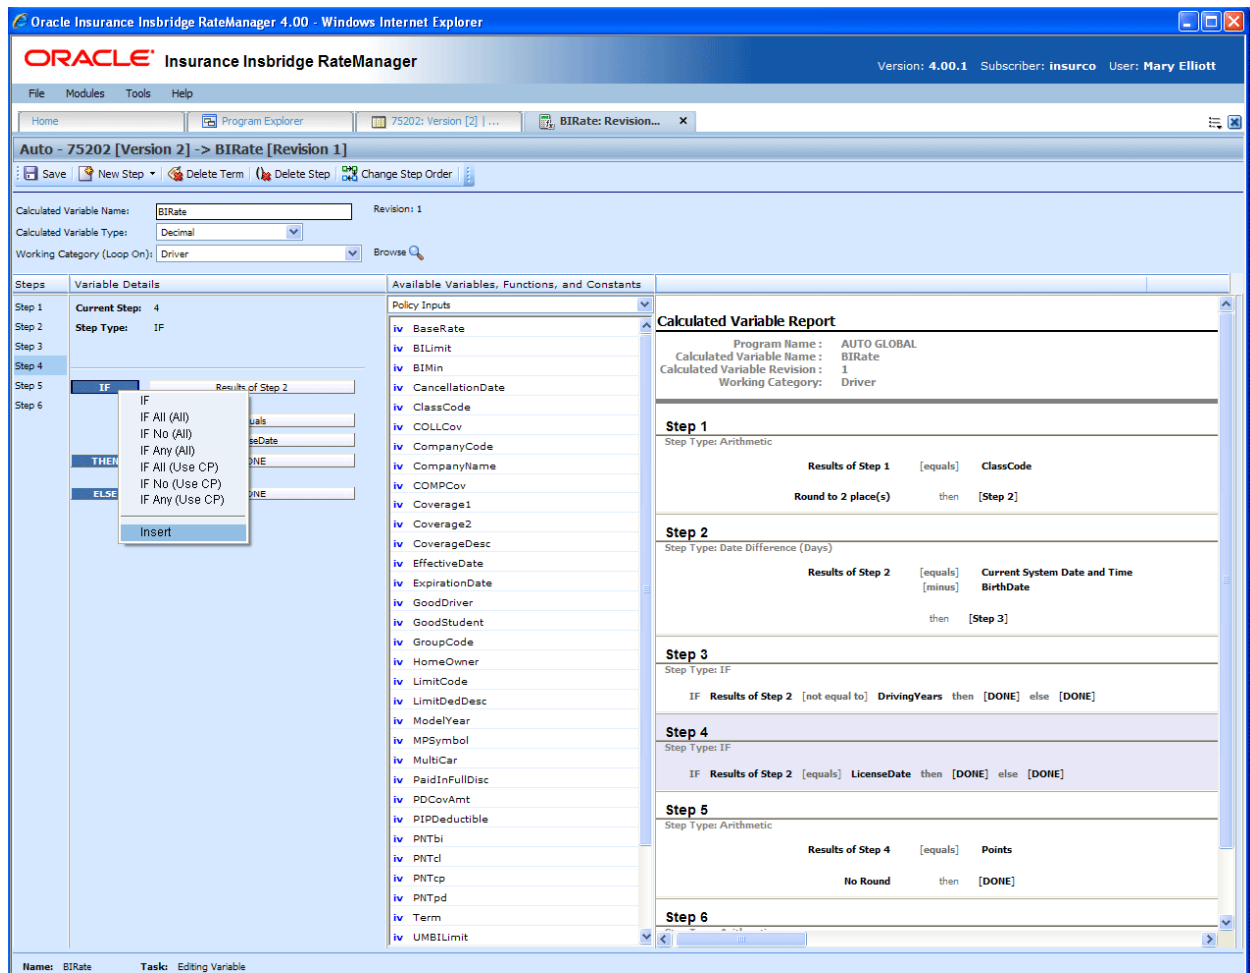 Oracle Insurance Insbridge RateManager 4.00 - Windows Internet Explorer
ORACLE Insurance Insbridge RateManager
Version: 4.00.1 Subscriber: insurco User: Mary Elliott
File Modules Tools Help
Home Program Explorer 75202: Version [2] | ... BIRate: Revision... x
Auto - 75202 [Version 2] -> BIRate [Revision 1]
Save New Step Delete Term Delete Step Change Step Order
Calculated Variable Name: BIRate Revision: 1
Calculated Variable Type: Decimal
Working Category (Loop On): Driver Browse
Steps Variable Details Available Variables, Functions, and Constants
Step 1
Step 2
Step 3
Step 4
Step 5
Step 6
Current Step: 4
Step Type: IF
IF Results of Step 2
uals
seDate
THEN ONE
ELSE ONE
IF
IF All (All)
IF No (All)
IF Any (All)
IF All (Use CP)
IF No (Use CP)
IF Any (Use CP)
Insert
Policy Inputs
iv BaseRate
iv BILimit
iv BIMin
iv CancellationDate
iv ClassCode
iv COLLCov
iv CompanyCode
iv CompanyName
iv COMPCov
iv Coverage1
iv Coverage2
iv CoverageDesc
iv EffectiveDate
iv ExpirationDate
iv GoodDriver
iv GoodStudent
iv GroupCode
iv HomeOwner
iv LimitCode
iv LimitDedDesc
iv ModelYear
iv MPSymbol
iv MultiCar
iv PaidInFullDisc
iv PDCovAmt
iv PIPDeductible
iv PNTbi
iv PNTcl
iv PNTcp
iv PNTpd
iv Term
iv UMBILimit
Calculated Variable Report
Program Name : AUTO GLOBAL
Calculated Variable Name : BIRate
Calculated Variable Revision : 1
Working Category: Driver
Step 1
Step Type: Arithmetic
Results of Step 1 [equals] ClassCode
Round to 2 place(s) then [Step 2]
Step 2
Step Type: Date Difference (Days)
Results of Step 2 [equals] Current System Date and Time
[minus] BirthDate
then [Step 3]
Step 3
Step Type: IF
IF Results of Step 2 [not equal to] DrivingYears then [DONE] else [DONE]
Step 4
Step Type: IF
IF Results of Step 2 [equals] LicenseDate then [DONE] else [DONE]
Step 5
Step Type: Arithmetic
Results of Step 4 [equals] Points
No Round then [DONE]
Step 6
Name: BIRate Task: Editing Variable